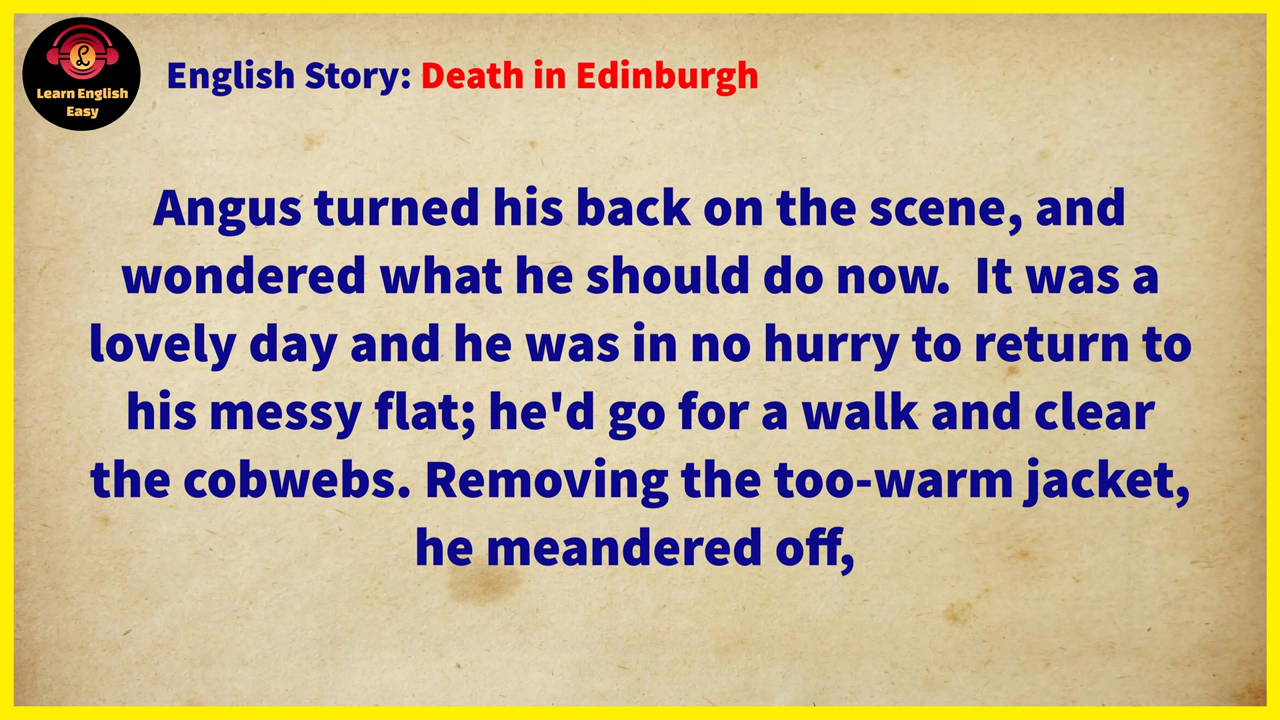 Learn English
Easy
English Story: Death in Edinburgh
Angus turned his back on the scene, and
wondered what he should do now.  It was a
lovely day and he was in no hurry to return to
his messy flat; he'd go for a walk and clear
the cobwebs. Removing the too-warm jacket,
he meandered off,